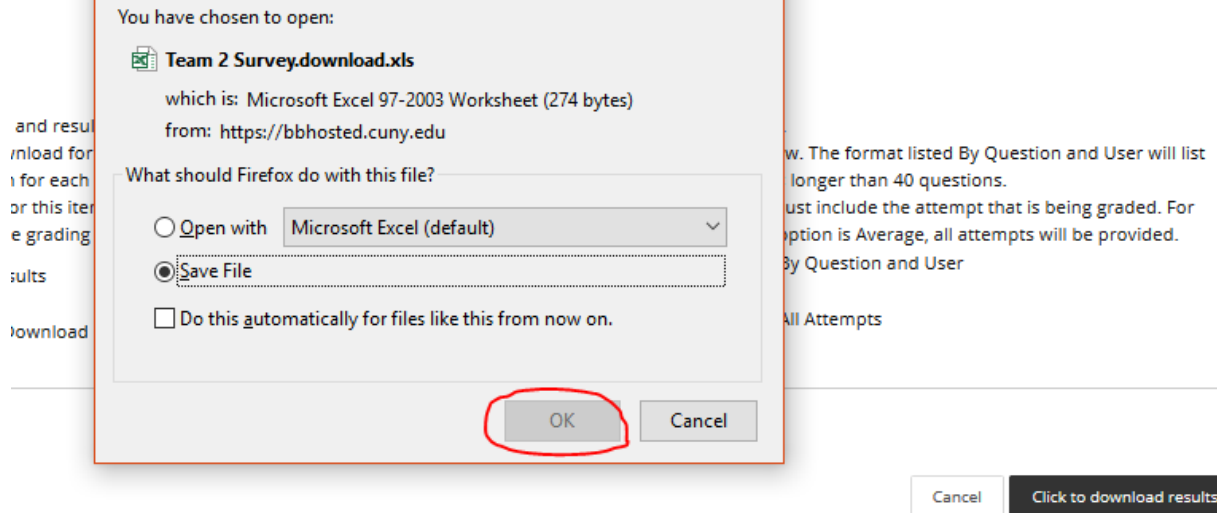 You have chosen to open:
Team 2 Survey.download.xls
which is: Microsoft Excel 97-2003 Worksheet (274 bytes)
from: https://bbhosted.cuny.edu
What should Firefox do with this file?
Open with Microsoft Excel (default)
Save File
Do this automatically for files like this from now on.
OK Cancel
and resul
nload for w. The format listed By Question and User will list
for each longer than 40 questions.
or this iter ust include the attempt that is being graded. For
e grading option is Average, all attempts will be provided.
sults By Question and User
Download All Attempts
Cancel Click to download results